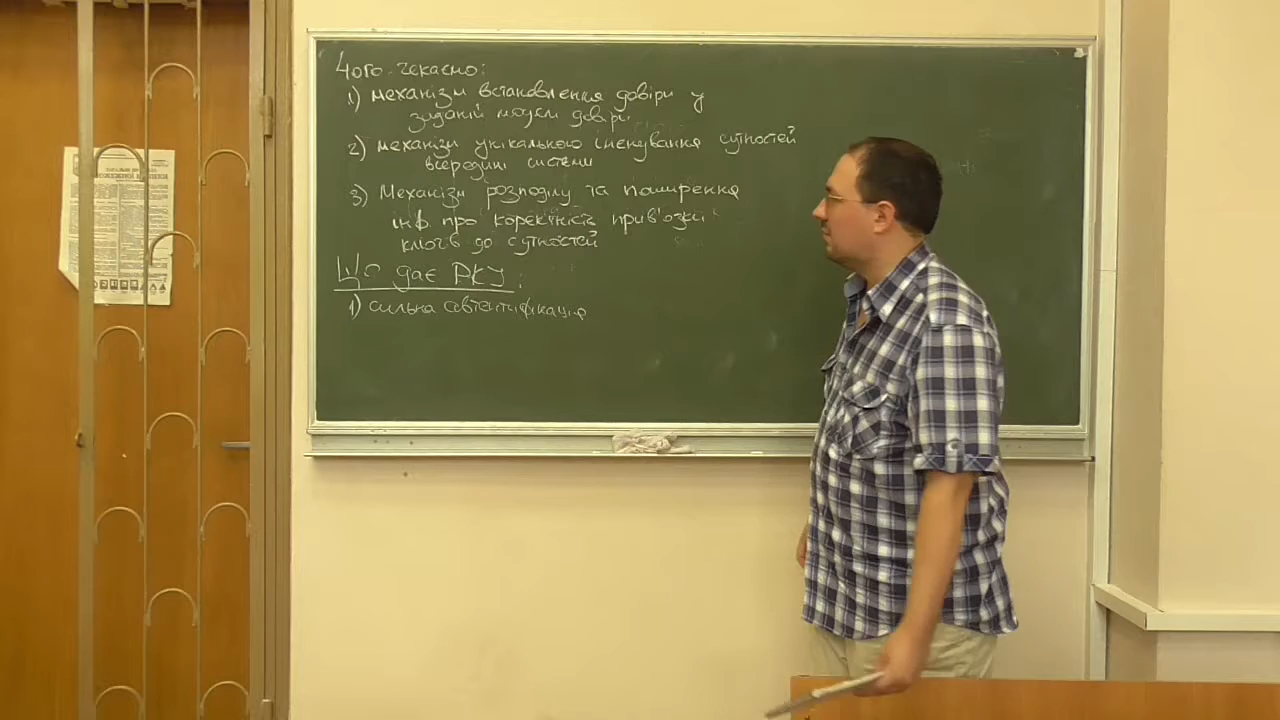 Чого чекаємо:
1) механізм встановлення довіри у
заданій моделі довіри
2) механізм унікального іменування сутностей
всередині системи
3) Механізм розподілу та поширення
інф. про коректність прив'язки
ключів до сутностей
Що дає PKI:
1) сильна автентифікація